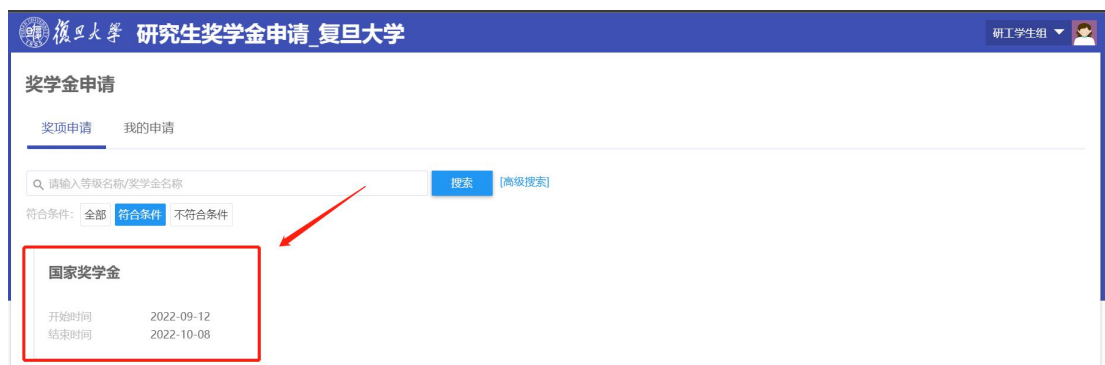 復旦大學 研究生奖学金申请_复旦大学 研工学生组
奖学金申请
奖项申请 我的申请
请输入等级名称/奖学金名称 搜索 [高级搜索]
符合条件: 全部 符合条件 不符合条件
国家奖学金
开始时间 2022-09-12
结束时间 2022-10-08